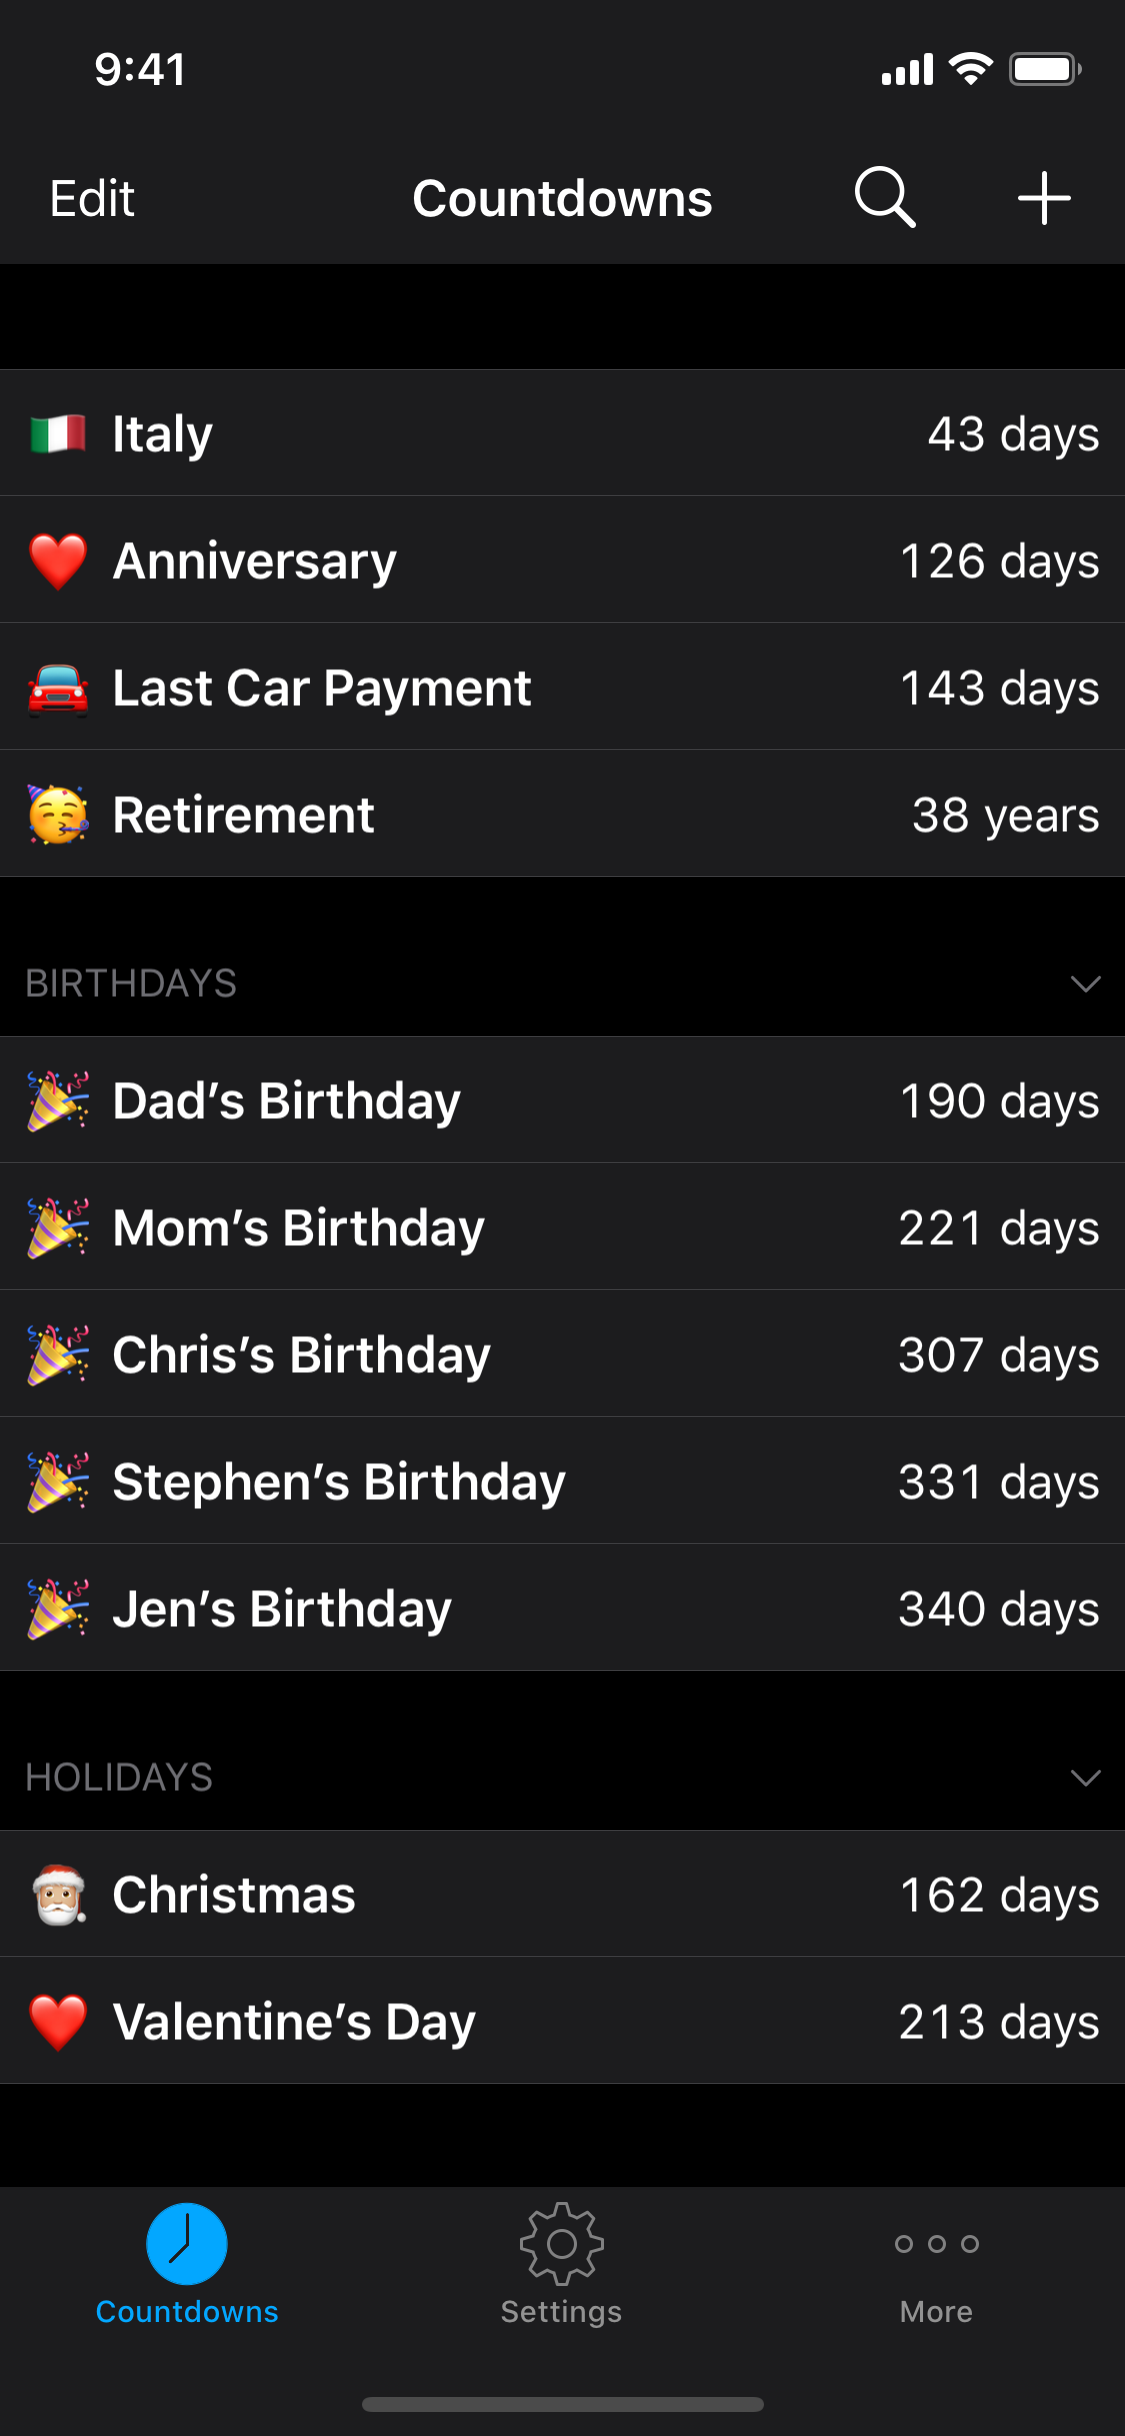 9:41
Edit Countdowns
Italy 43 days
Anniversary 126 days
Last Car Payment 143 days
Retirement 38 years
BIRTHDAYS
Dad’s Birthday 190 days
Mom’s Birthday 221 days
Chris’s Birthday 307 days
Stephen’s Birthday 331 days
Jen’s Birthday 340 days
HOLIDAYS
Christmas 162 days
Valentine’s Day 213 days
Countdowns Settings More